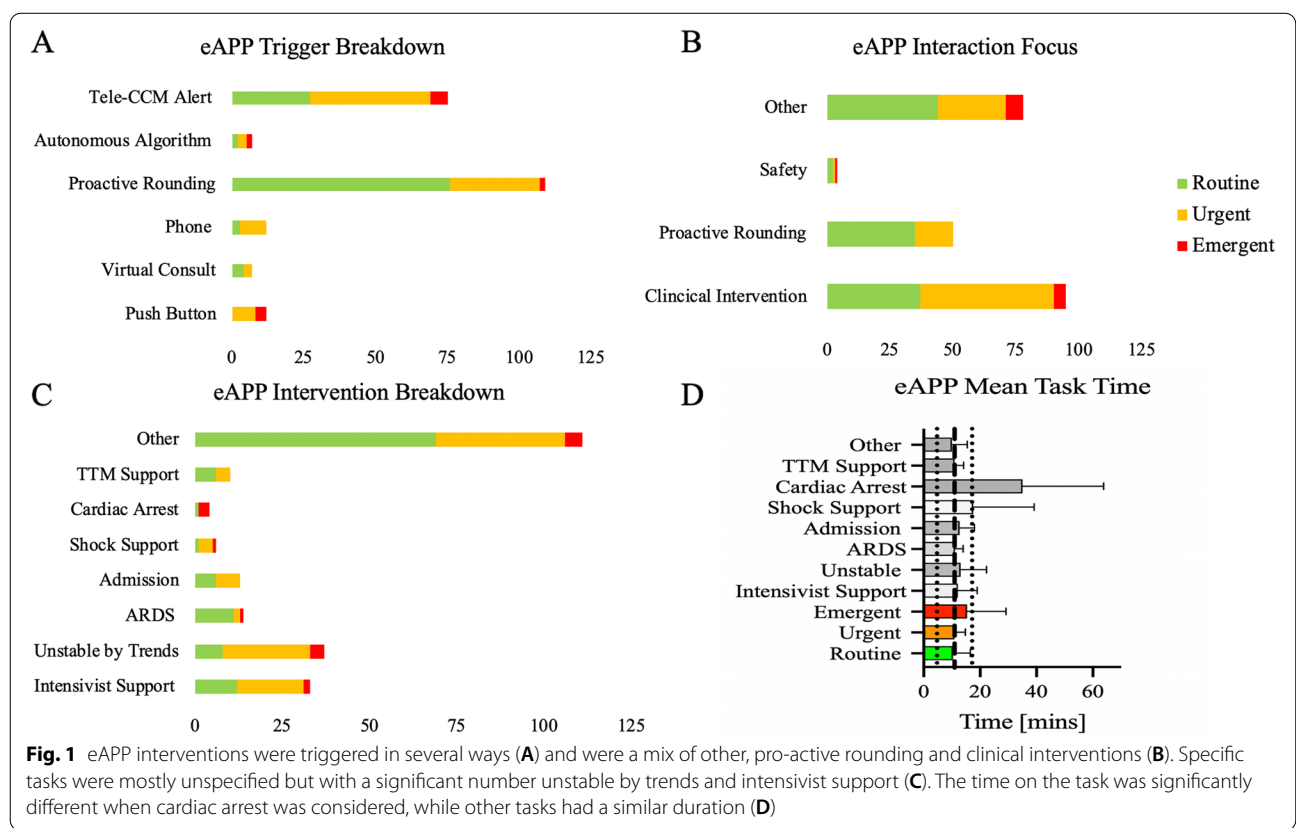 A
eAPP Trigger Breakdown
Tele-CCM Alert
Autonomous Algorithm
Proactive Rounding
Phone
Virtual Consult
Push Button
0 25 50 75 100 125
B
eAPP Interaction Focus
Other
Safety
Proactive Rounding
Clincical Intervention
0 25 50 75 100 125
Routine
Urgent
Emergent
C
eAPP Intervention Breakdown
Other
TTM Support
Cardiac Arrest
Shock Support
Admission
ARDS
Unstable by Trends
Intensivist Support
0 25 50 75 100 125
D
eAPP Mean Task Time
Other
TTM Support
Cardiac Arrest
Shock Support
Admission
ARDS
Unstable
Intensivist Support
Emergent
Urgent
Routine
0 20 40 60
Time [mins]
Fig. 1 eAPP interventions were triggered in several ways (A) and were a mix of other, pro-active rounding and clinical interventions (B). Specific
tasks were mostly unspecified but with a significant number unstable by trends and intensivist support (C). The time on the task was significantly
different when cardiac arrest was considered, while other tasks had a similar duration (D)